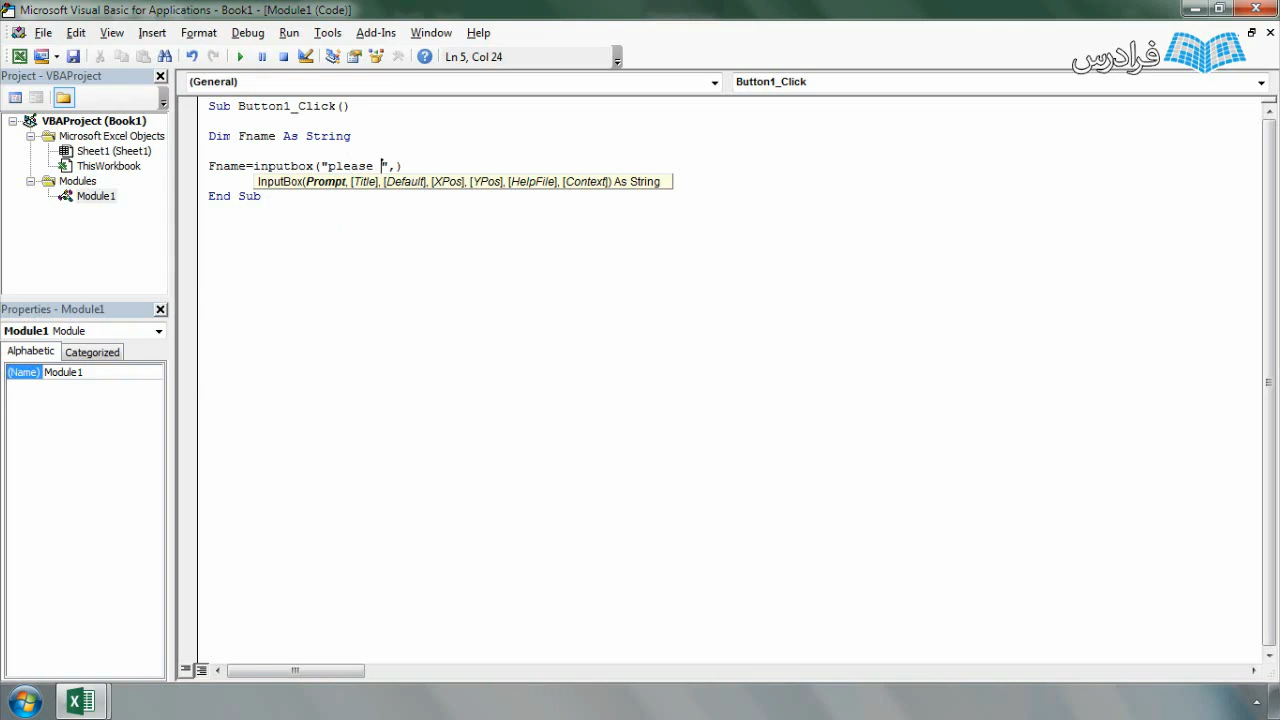 Microsoft Visual Basic for Applications - Book1 - [Module1 (Code)]
File Edit View Insert Format Debug Run Tools Add-Ins Window Help
Ln 5, Col 24
فرادرس
Project - VBAProject
(General)
Button1_Click
VBAProject (Book1)
Microsoft Excel Objects
Sheet1 (Sheet1)
ThisWorkbook
Modules
Module1
Sub Button1_Click()
Dim Fname As String
Fname=inputbox("please ",)
InputBox(Prompt, [Title], [Default], [XPos], [YPos], [HelpFile], [Context]) As String
End Sub
Properties - Module1
Module1 Module
Alphabetic Categorized
(Name) Module1